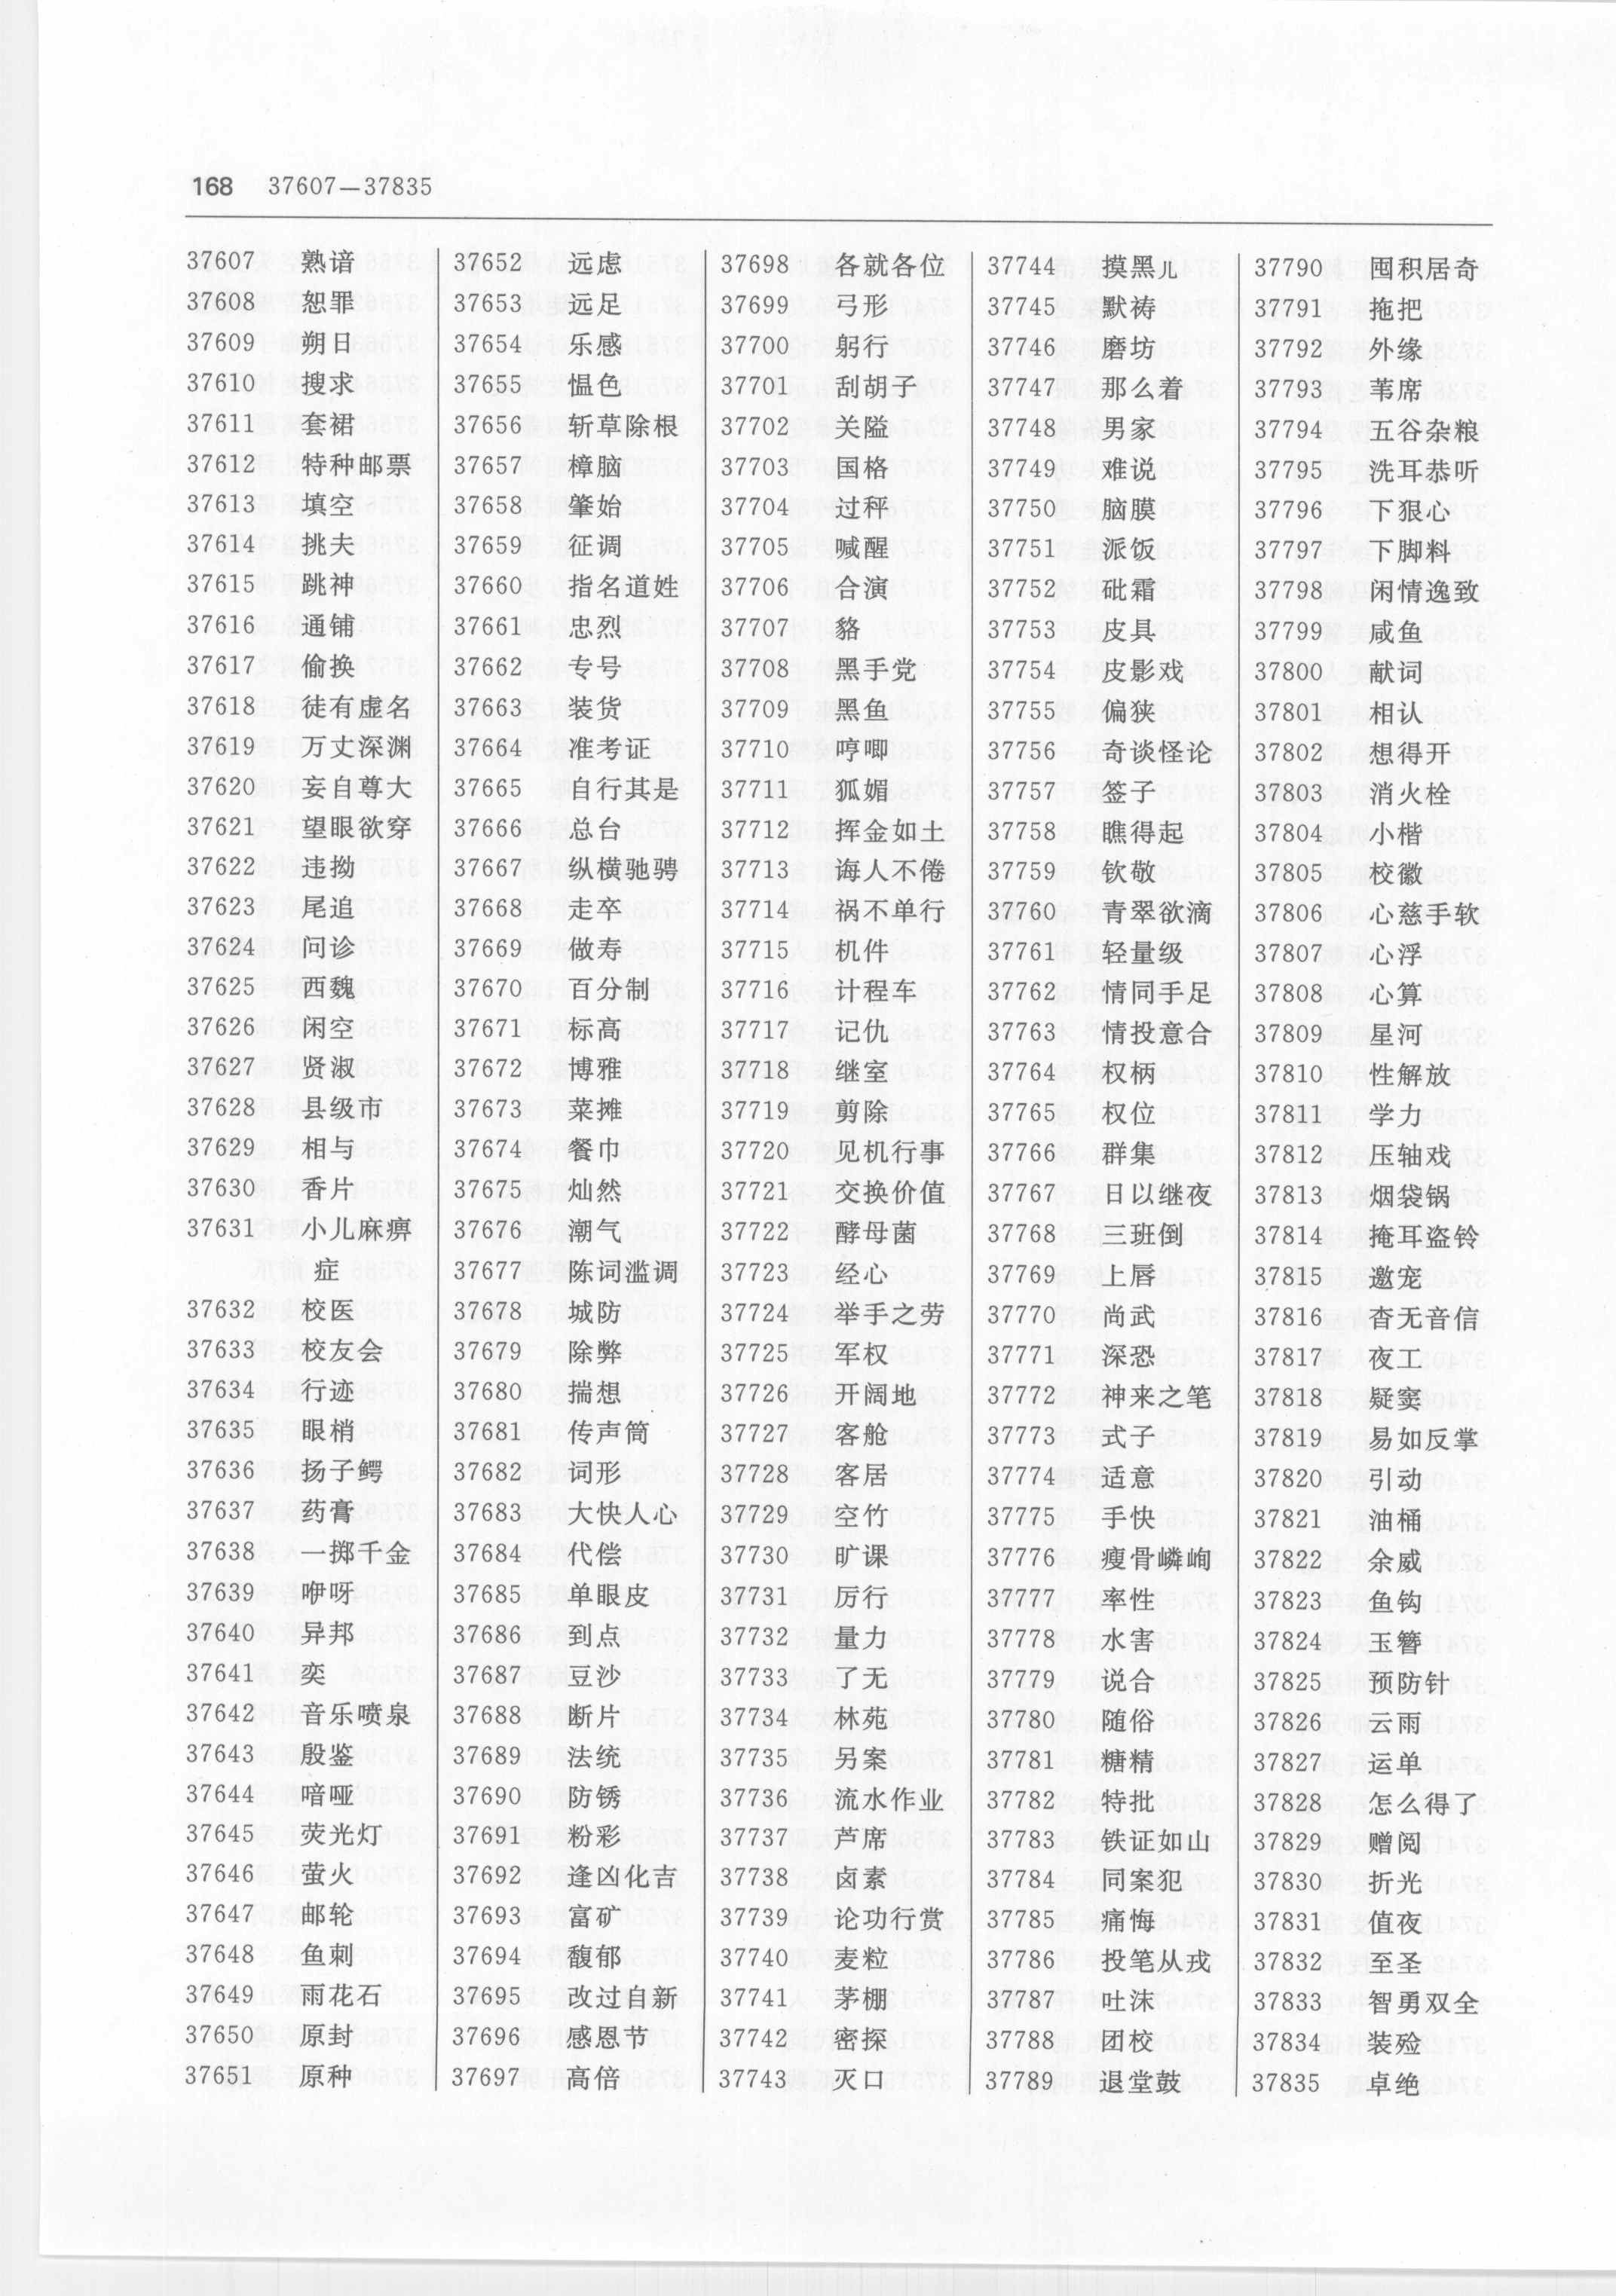 168 37607—37835
37607 熟谙
37608 恕罪
37609 朔日
37610 搜求
37611 套裙
37612 特种邮票
37613 填空
37614 挑夫
37615 跳神
37616 通铺
37617 偷换
37618 徒有虚名
37619 万丈深渊
37620 妄自尊大
37621 望眼欲穿
37622 违拗
37623 尾追
37624 问诊
37625 西魏
37626 闲空
37627 贤淑
37628 县级市
37629 相与
37630 香片
37631 小儿麻痹
症
37632 校医
37633 校友会
37634 行迹
37635 眼梢
37636 扬子鳄
37637 药膏
37638 一掷千金
37639 咿呀
37640 异邦
37641 奕
37642 音乐喷泉
37643 殷鉴
37644 喑哑
37645 荧光灯
37646 萤火
37647 邮轮
37648 鱼刺
37649 雨花石
37650 原封
37651 原种
37652 远虑
37653 远足
37654 乐感
37655 愠色
37656 斩草除根
37657 樟脑
37658 肇始
37659 征调
37660 指名道姓
37661 忠烈
37662 专号
37663 装货
37664 准考证
37665 自行其是
37666 总台
37667 纵横驰骋
37668 走卒
37669 做寿
37670 百分制
37671 标高
37672 博雅
37673 菜摊
37674 餐巾
37675 灿然
37676 潮气
37677 陈词滥调
37678 城防
37679 除弊
37680 揣想
37681 传声筒
37682 词形
37683 大快人心
37684 代偿
37685 单眼皮
37686 到点
37687 豆沙
37688 断片
37689 法统
37690 防锈
37691 粉彩
37692 逢凶化吉
37693 富矿
37694 馥郁
37695 改过自新
37696 感恩节
37697 高倍
37698 各就各位
37699 弓形
37700 躬行
37701 刮胡子
37702 关隘
37703 国格
37704 过秤
37705 喊醒
37706 合演
37707 貉
37708 黑手党
37709 黑鱼
37710 哼唧
37711 狐媚
37712 挥金如土
37713 诲人不倦
37714 祸不单行
37715 机件
37716 计程车
37717 记仇
37718 继室
37719 剪除
37720 见机行事
37721 交换价值
37722 酵母菌
37723 经心
37724 举手之劳
37725 军权
37726 开阔地
37727 客舱
37728 客居
37729 空竹
37730 旷课
37731 厉行
37732 量力
37733 了无
37734 林苑
37735 另案
37736 流水作业
37737 芦席
37738 卤素
37739 论功行赏
37740 麦粒
37741 茅棚
37742 密探
37743 灭口
37744 摸黑儿
37745 默祷
37746 磨坊
37747 那么着
37748 男家
37749 难说
37750 脑膜
37751 派饭
37752 砒霜
37753 皮具
37754 皮影戏
37755 偏狭
37756 奇谈怪论
37757 签子
37758 瞧得起
37759 钦敬
37760 青翠欲滴
37761 轻量级
37762 情同手足
37763 情投意合
37764 权柄
37765 权位
37766 群集
37767 日以继夜
37768 三班倒
37769 上唇
37770 尚武
37771 深恐
37772 神来之笔
37773 式子
37774 适意
37775 手快
37776 瘦骨嶙峋
37777 率性
37778 水害
37779 说合
37780 随俗
37781 糖精
37782 特批
37783 铁证如山
37784 同案犯
37785 痛悔
37786 投笔从戎
37787 吐沫
37788 团校
37789 退堂鼓
37790 囤积居奇
37791 拖把
37792 外缘
37793 苇席
37794 五谷杂粮
37795 洗耳恭听
37796 下狠心
37797 下脚料
37798 闲情逸致
37799 咸鱼
37800 献词
37801 相认
37802 想得开
37803 消火栓
37804 小楷
37805 校徽
37806 心慈手软
37807 心浮
37808 心算
37809 星河
37810 性解放
37811 学力
37812 压轴戏
37813 烟袋锅
37814 掩耳盗铃
37815 邀宠
37816 杳无音信
37817 夜工
37818 疑窦
37819 易如反掌
37820 引动
37821 油桶
37822 余威
37823 鱼钩
37824 玉簪
37825 预防针
37826 云雨
37827 运单
37828 怎么得了
37829 赠阅
37830 折光
37831 值夜
37832 至圣
37833 智勇双全
37834 装殓
37835 卓绝